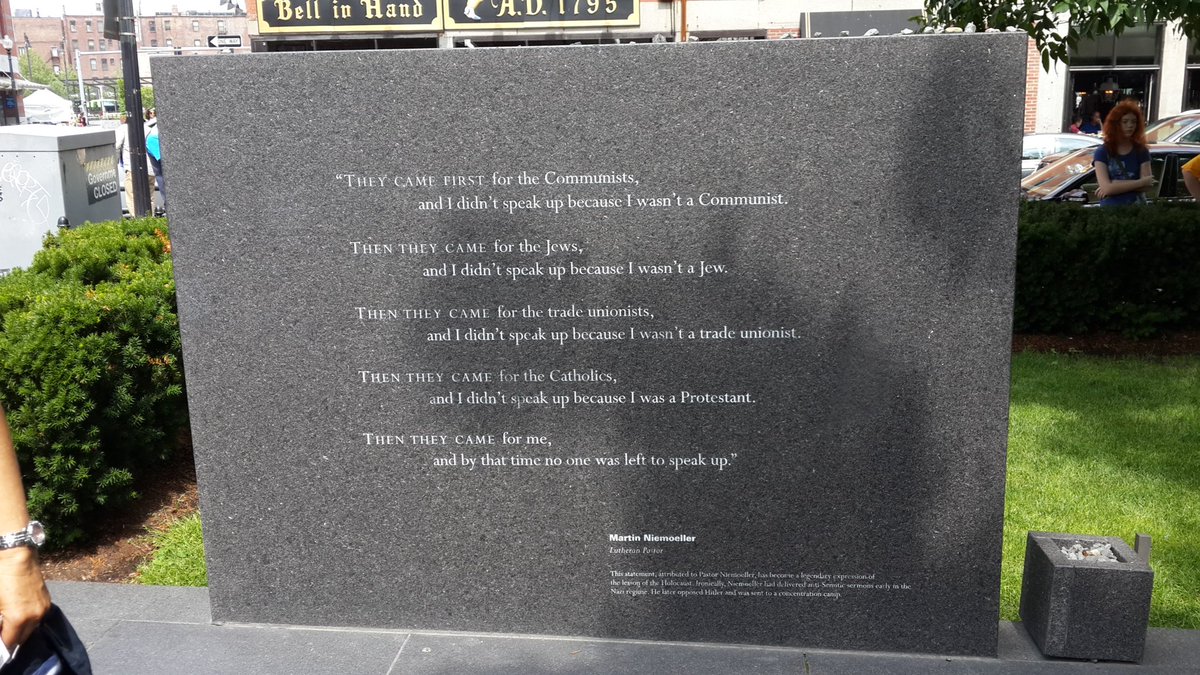 Bell in Hand
A.D. 1795
"THEY CAME FIRST for the Communists,
and I didn't speak up because I wasn't a Communist.
THEN THEY CAME for the Jews,
and I didn't speak up because I wasn't a Jew.
THEN THEY CAME for the trade unionists,
and I didn't speak up because I wasn't a trade unionist.
THEN THEY CAME for the Catholics,
and I didn't speak up because I was a Protestant.
THEN THEY CAME for me,
and by that time no one was left to speak up."
Martin Niemoeller
Lutheran Pastor
This statement, attributed to Pastor Niemoeller, has become a legendary expression of
the lesson of the Holocaust. Ironically, Niemoeller had delivered anti-Semitic sermons early in the
Nazi regime. He later opposed Hitler and was sent to a concentration camp.
CLOSED